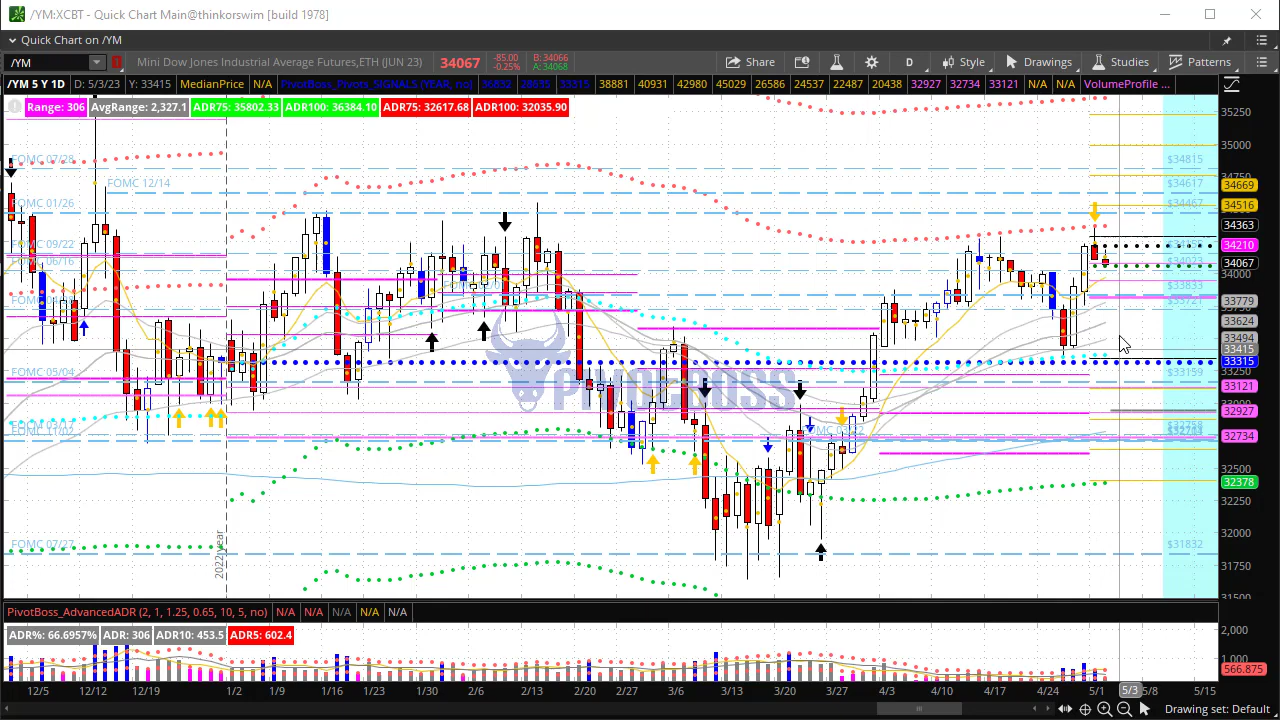 /YM:XCBT - Quick Chart Main@thinkorswim [build 1978]
Quick Chart on /YM
/YM Mini Dow Jones Industrial Average Futures,ETH (JUN 23) 34067 -85.00 -0.25% B: 34066 A: 34068 Share D Style Drawings Studies Patterns
/YM 5 Y 1D D: 5/3/23 Y: 33415 MedianPrice N/A PivotBoss_Pivots_SIGNALS (YEAR, no) 33315 38881 40931 42980 45029 26586 24537 22487 20438 32927 32734 33121 N/A N/A VolumeProfile ...
Range: 306 AvgRange: 2,327.1 ADR75: 35802.33 ADR100: 36384.10 ADR75: 32617.68 ADR100: 32035.90
35250
35000
FOMC 07/28 $34815
34750
FOMC 12/14 $34617
34669
FOMC 01/26 $34467
34516
34363
FOMC 09/22
34210
FOMC 06/16
34067
34000
$33833
33779
33624
33494
33415
33315
FOMC 05/04 $33159
33121
PIVOTBOSS
32927
32734
32500
32378
32250
32000
FOMC 07/27 $31832
31750
31500
2022 year
PivotBoss_AdvancedADR (2, 1, 1.25, 0.65, 10, 5, no) N/A N/A N/A N/A N/A
ADR%: 66.6957% ADR: 306 ADR10: 453.5 ADR5: 602.4
2,000
1,000
566.875
12/5 12/12 12/19 1/2 1/9 1/16 1/23 1/30 2/6 2/13 2/20 2/27 3/6 3/13 3/20 3/27 4/3 4/10 4/17 4/24 5/1 5/3 5/8 5/15
Drawing set: Default